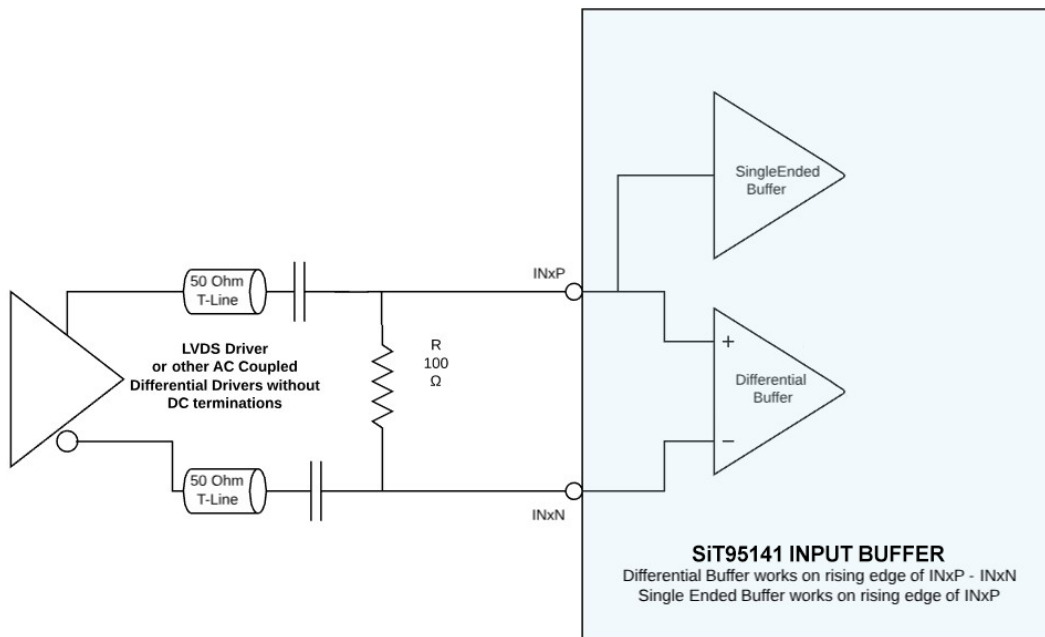 SingleEnded
Buffer
INxP
50 Ohm
T-Line
LVDS Driver
or other AC Coupled
Differential Drivers without
DC terminations
R
100
Ω
+
Differential
Buffer
−
50 Ohm
T-Line
INxN
SiT95141 INPUT BUFFER
Differential Buffer works on rising edge of INxP - INxN
Single Ended Buffer works on rising edge of INxP